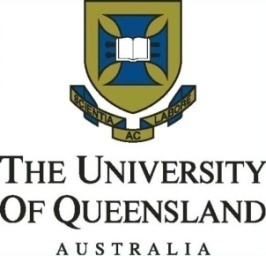 SCIENTIA AC LABORE
THE UNIVERSITY
OF QUEENSLAND
AUSTRALIA